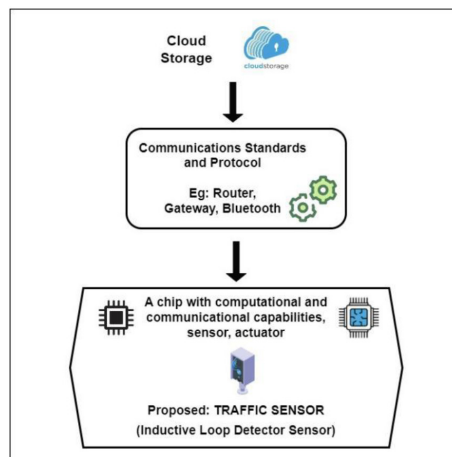 Cloud
Storage
cloudstorage
Communications Standards
and Protocol
Eg: Router,
Gateway, Bluetooth
A chip with computational and
communicational capabilities,
sensor, actuator
Proposed: TRAFFIC SENSOR
(Inductive Loop Detector Sensor)